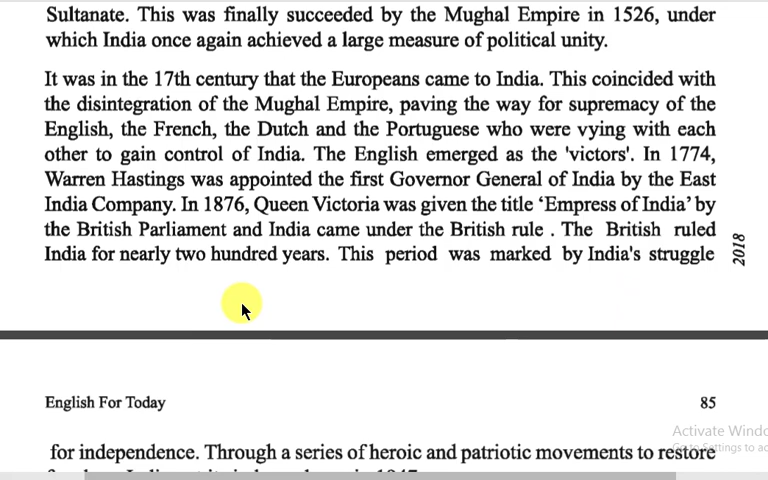 Sultanate. This was finally succeeded by the Mughal Empire in 1526, under
which India once again achieved a large measure of political unity.
It was in the 17th century that the Europeans came to India. This coincided with
the disintegration of the Mughal Empire, paving the way for supremacy of the
English, the French, the Dutch and the Portuguese who were vying with each
other to gain control of India. The English emerged as the 'victors'. In 1774,
Warren Hastings was appointed the first Governor General of India by the East
India Company. In 1876, Queen Victoria was given the title ‘Empress of India’ by
the British Parliament and India came under the British rule . The British ruled
India for nearly two hundred years. This period was marked by India's struggle
2018
English For Today 85
Activate Windo
Go to Settings to ac
for independence. Through a series of heroic and patriotic movements to restore